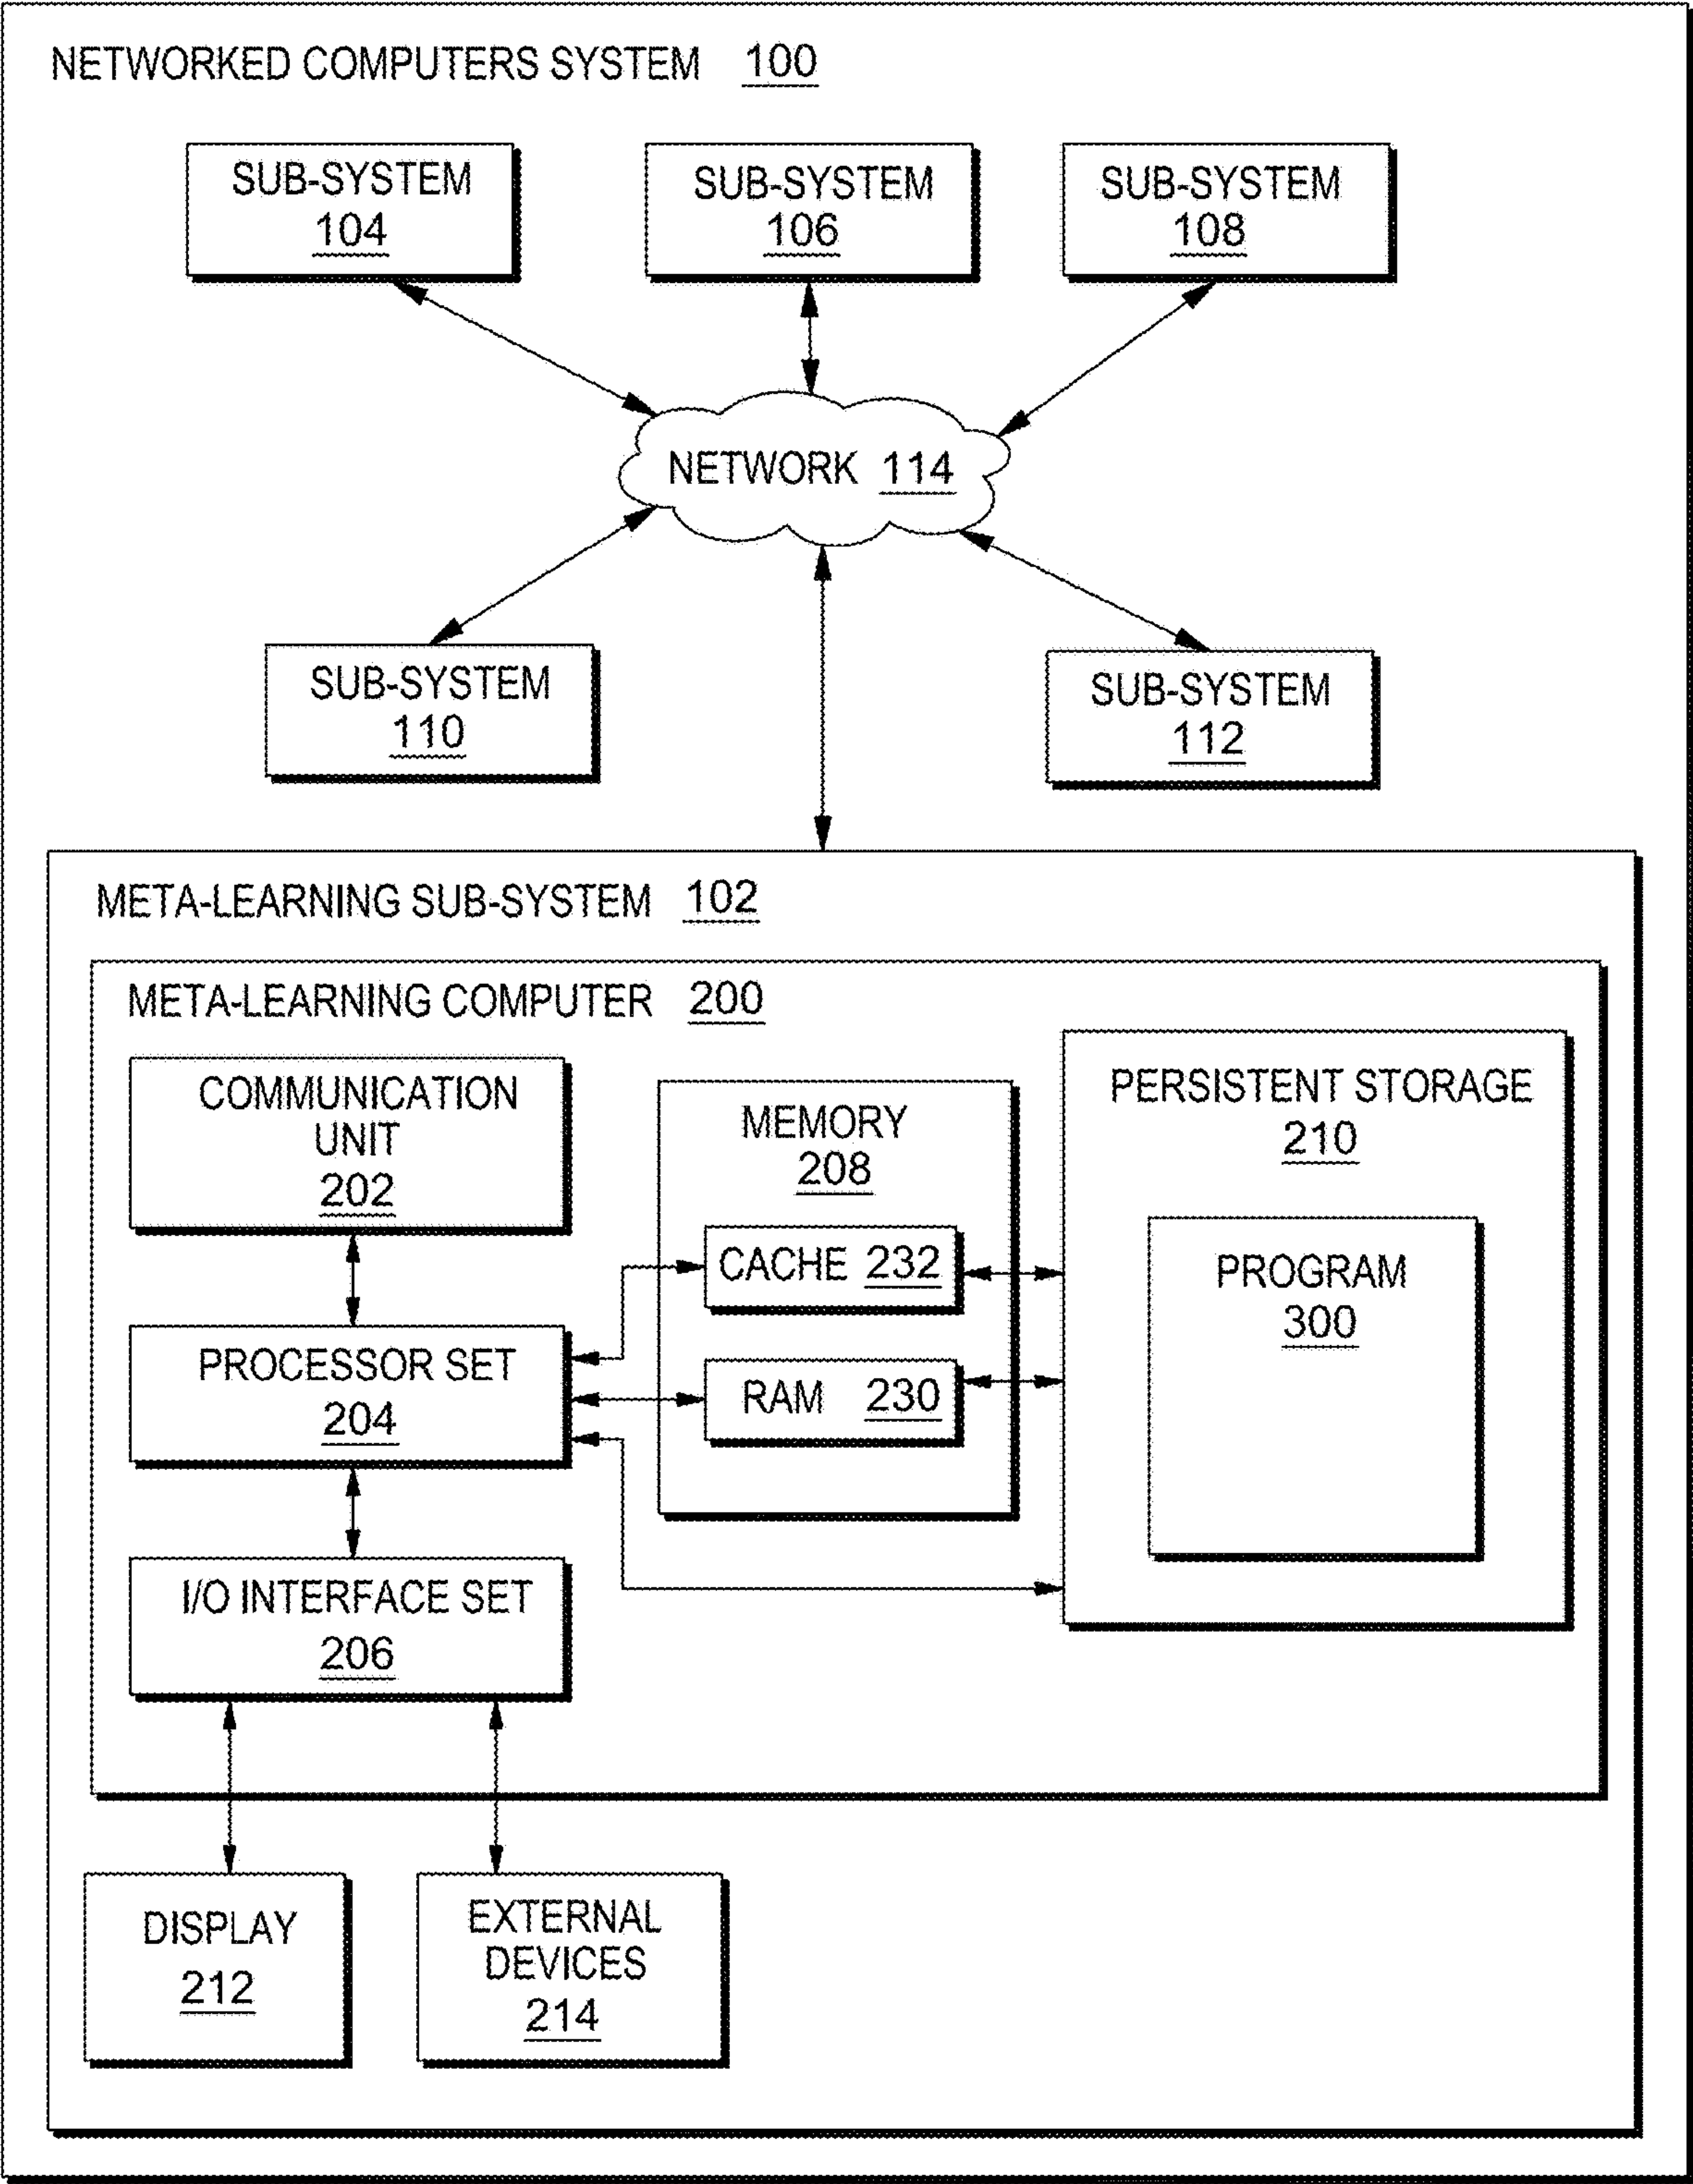 NETWORKED COMPUTERS SYSTEM 100
SUB-SYSTEM
104
SUB-SYSTEM
106
SUB-SYSTEM
108
NETWORK 114
SUB-SYSTEM
110
SUB-SYSTEM
112
META-LEARNING SUB-SYSTEM 102
META-LEARNING COMPUTER 200
COMMUNICATION
UNIT
202
PROCESSOR SET
204
I/O INTERFACE SET
206
MEMORY
208
CACHE 232
RAM 230
PERSISTENT STORAGE
210
PROGRAM
300
DISPLAY
212
EXTERNAL
DEVICES
214